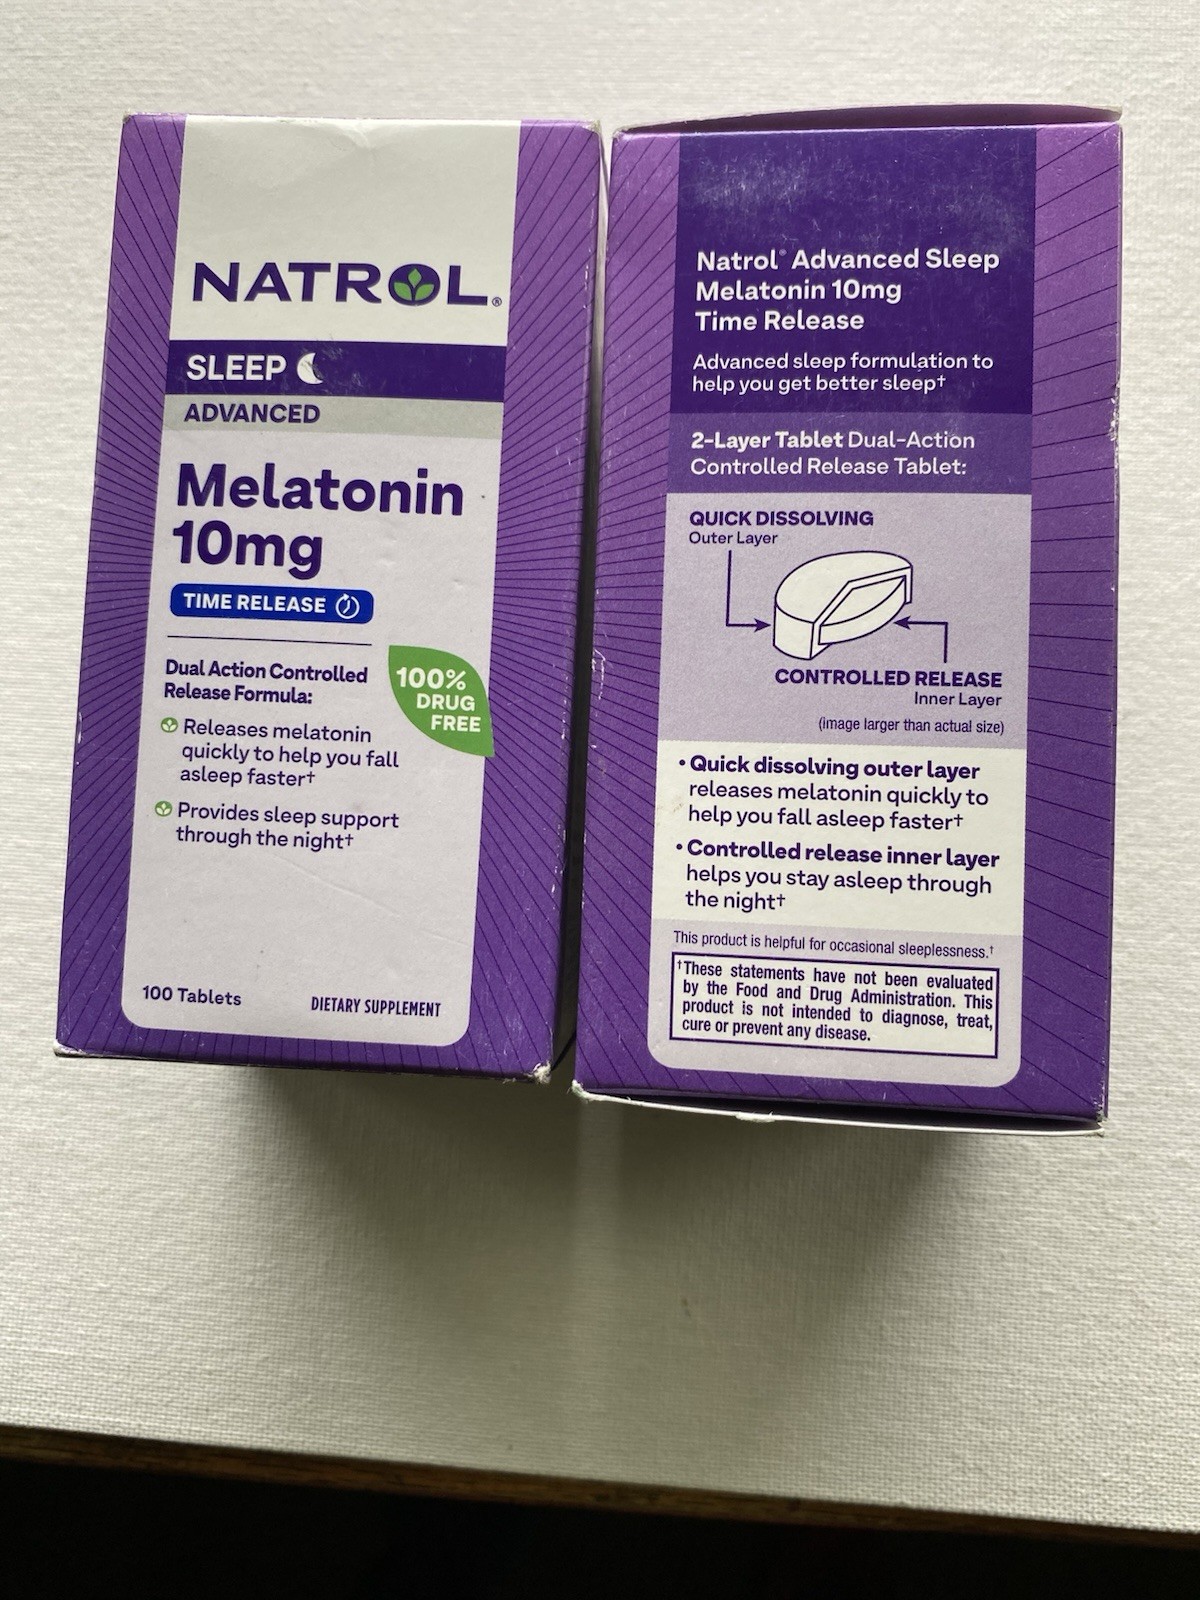 NATROL®
SLEEP
ADVANCED
Melatonin
10mg
TIME RELEASE
Dual Action Controlled
Release Formula:
Releases melatonin
quickly to help you fall
asleep faster†
Provides sleep support
through the night†
100%
DRUG
FREE
100 Tablets
DIETARY SUPPLEMENT
Natrol® Advanced Sleep
Melatonin 10mg
Time Release
Advanced sleep formulation to
help you get better sleep†
2-Layer Tablet Dual-Action
Controlled Release Tablet:
QUICK DISSOLVING
Outer Layer
CONTROLLED RELEASE
Inner Layer
(image larger than actual size)
• Quick dissolving outer layer
releases melatonin quickly to
help you fall asleep faster†
• Controlled release inner layer
helps you stay asleep through
the night†
This product is helpful for occasional sleeplessness.†
†These statements have not been evaluated
by the Food and Drug Administration. This
product is not intended to diagnose, treat,
cure or prevent any disease.